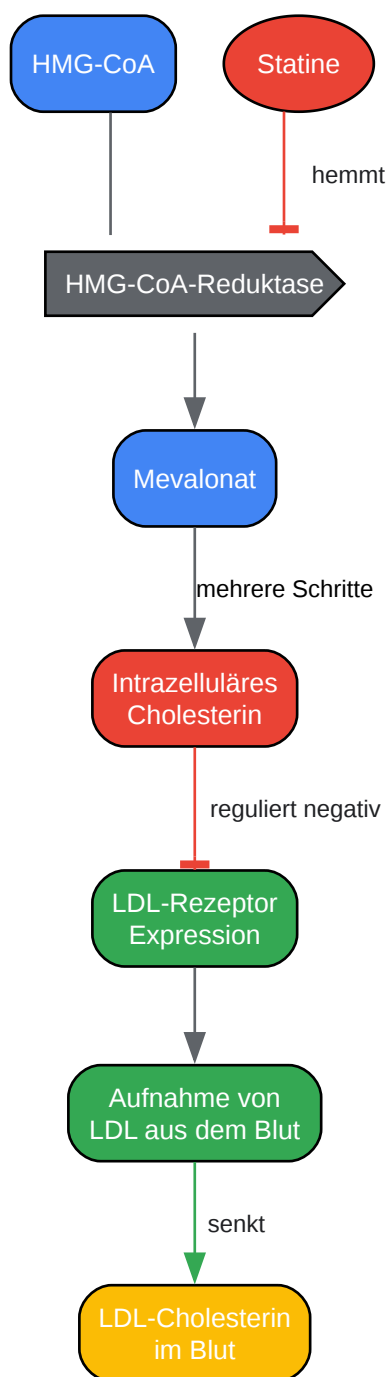 HMG-CoA
Statine
hemmt
HMG-CoA-Reduktase
Mevalonat
mehrere Schritte
Intrazelluläres
Cholesterin
reguliert negativ
LDL-Rezeptor
Expression
Aufnahme von
LDL aus dem Blut
senkt
LDL-Cholesterin
im Blut